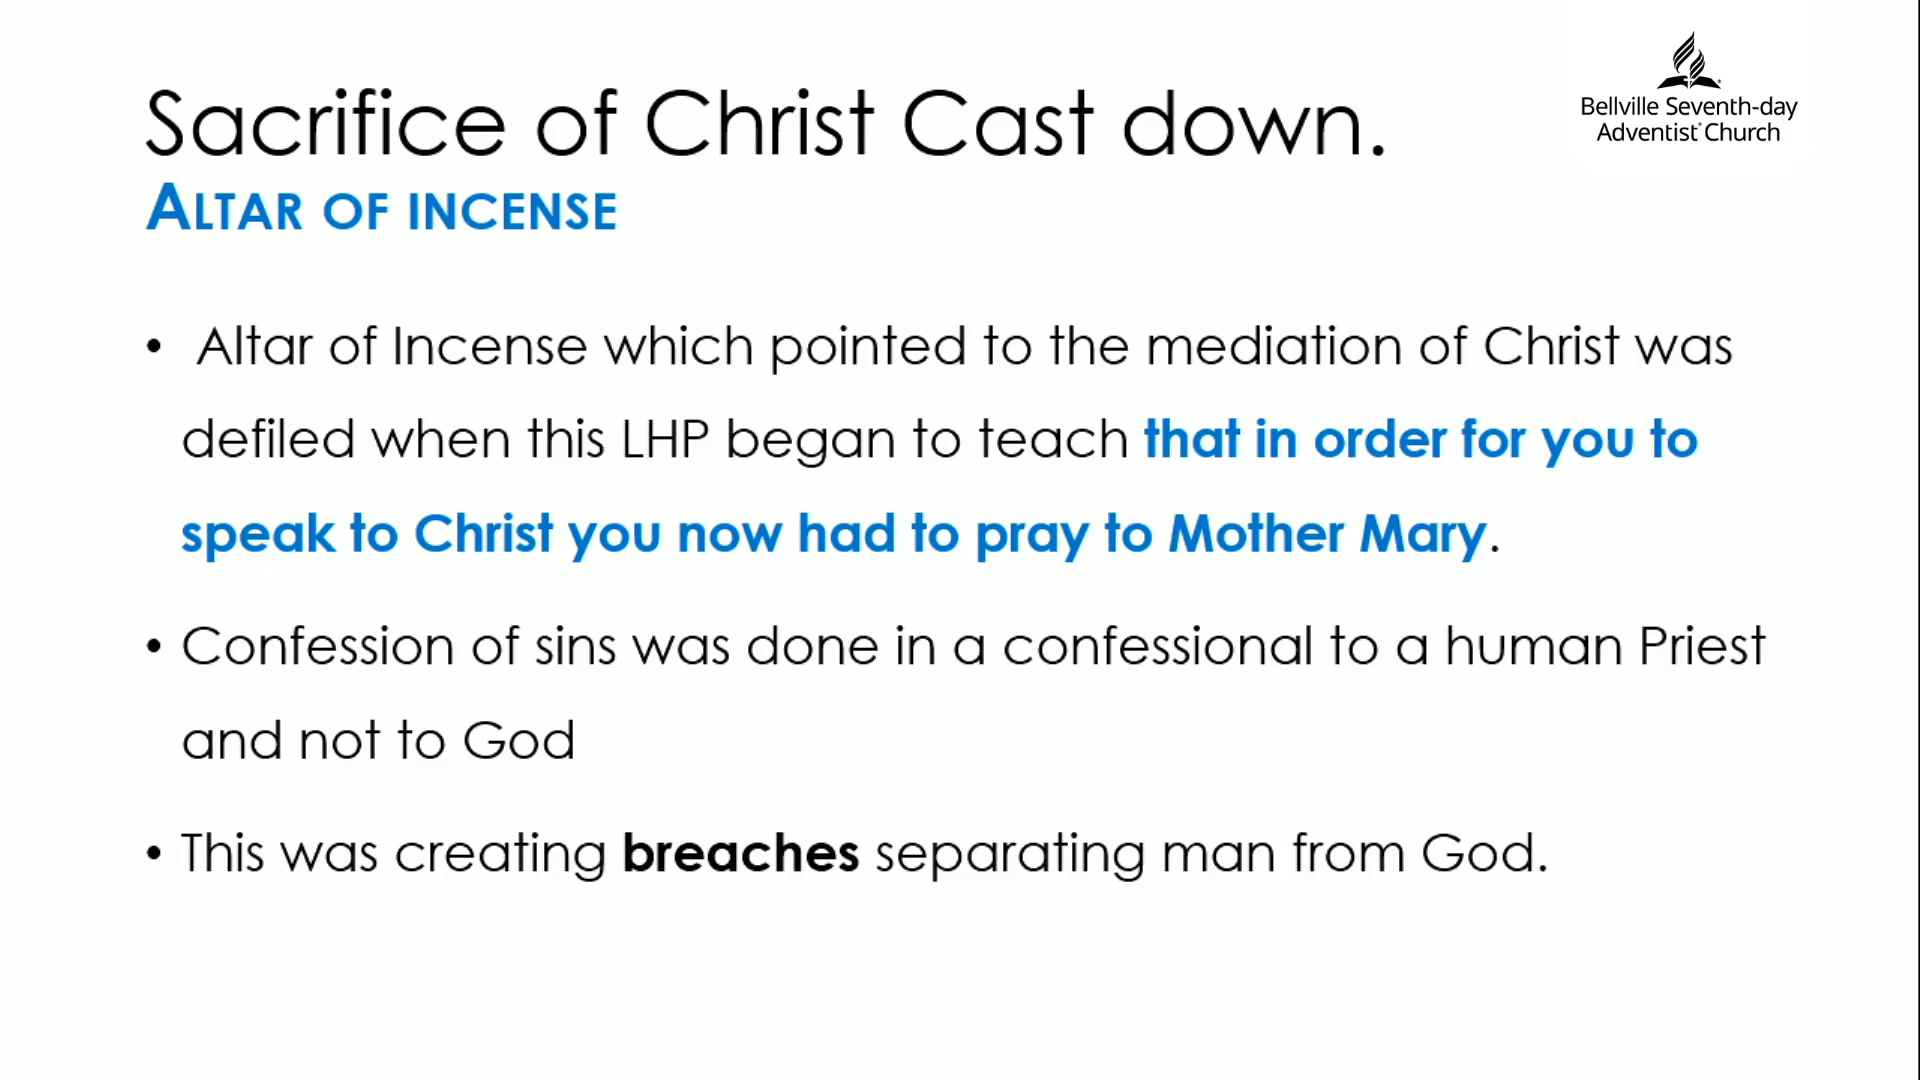 Bellville Seventh-day
Adventist® Church
Sacrifice of Christ Cast down.
ALTAR OF INCENSE
• Altar of Incense which pointed to the mediation of Christ was
defiled when this LHP began to teach that in order for you to
speak to Christ you now had to pray to Mother Mary.
• Confession of sins was done in a confessional to a human Priest
and not to God
• This was creating breaches separating man from God.